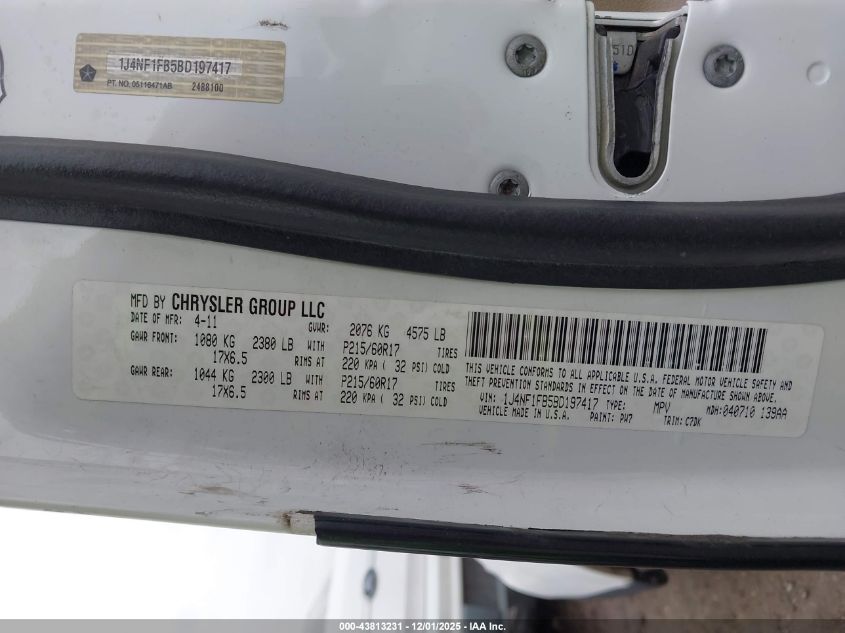 1J4NF1FB5BD197417
PT. NO. 05116471AB 2488100
51D
MFD BY CHRYSLER GROUP LLC
DATE OF MFR: 4-11 GVWR: 2076 KG 4575 LB
GAWR FRONT: 1080 KG 2380 LB WITH P215/60R17 TIRES
17X6.5 RIMS AT 220 KPA ( 32 PSI) COLD
GAWR REAR: 1044 KG 2300 LB WITH P215/60R17 TIRES
17X6.5 RIMS AT 220 KPA ( 32 PSI) COLD
THIS VEHICLE CONFORMS TO ALL APPLICABLE U.S.A. FEDERAL MOTOR VEHICLE SAFETY AND
THEFT PREVENTION STANDARDS IN EFFECT ON THE DATE OF MANUFACTURE SHOWN ABOVE.
VIN: 1J4NF1FB5BD197417 TYPE: MPV MDH: 040710 139AA
VEHICLE MADE IN U.S.A. PAINT: PW7 TRIM: C7DK
000-43813231 - 12/01/2025 - IAA Inc.